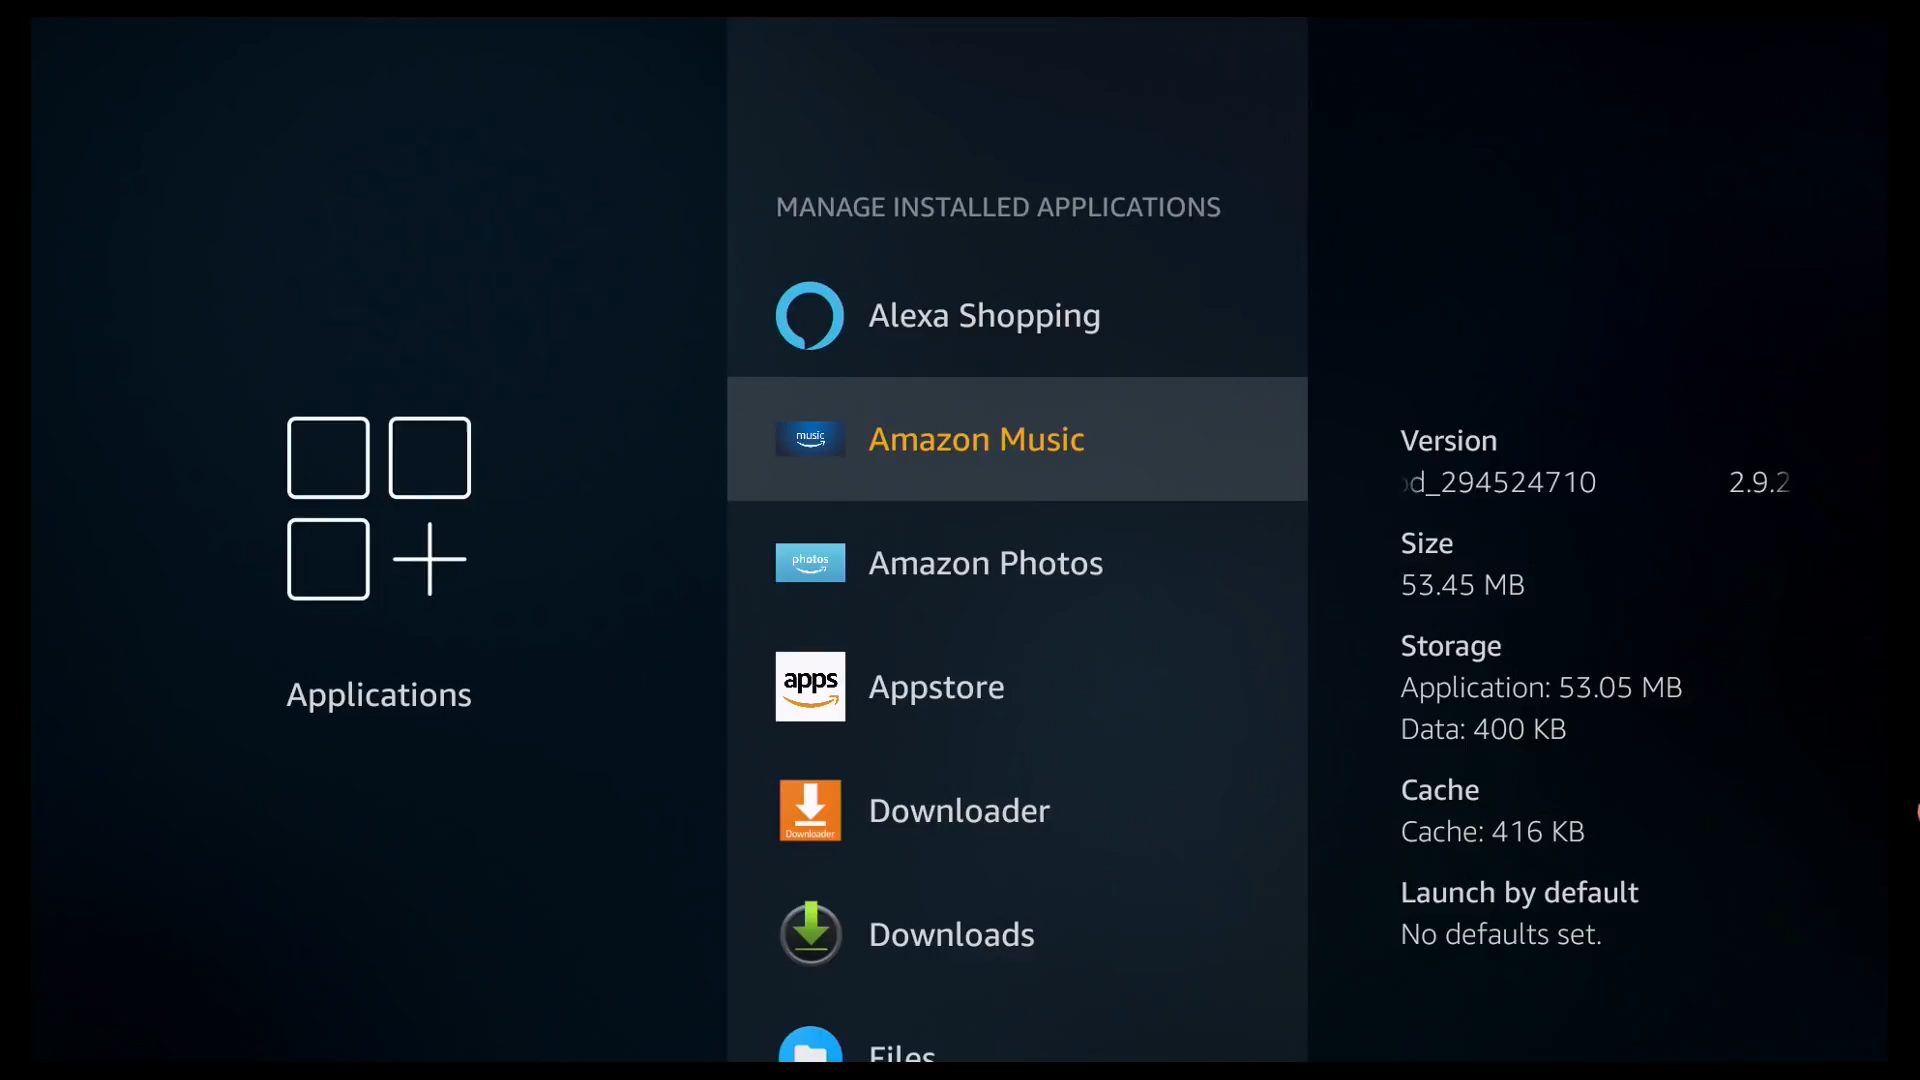 MANAGE INSTALLED APPLICATIONS
Alexa Shopping
music
Amazon Music
photos
Amazon Photos
apps
Appstore
Downloader
Downloader
Downloads
Files
Applications
Version
d_294524710 2.9.2
Size
53.45 MB
Storage
Application: 53.05 MB
Data: 400 KB
Cache
Cache: 416 KB
Launch by default
No defaults set.